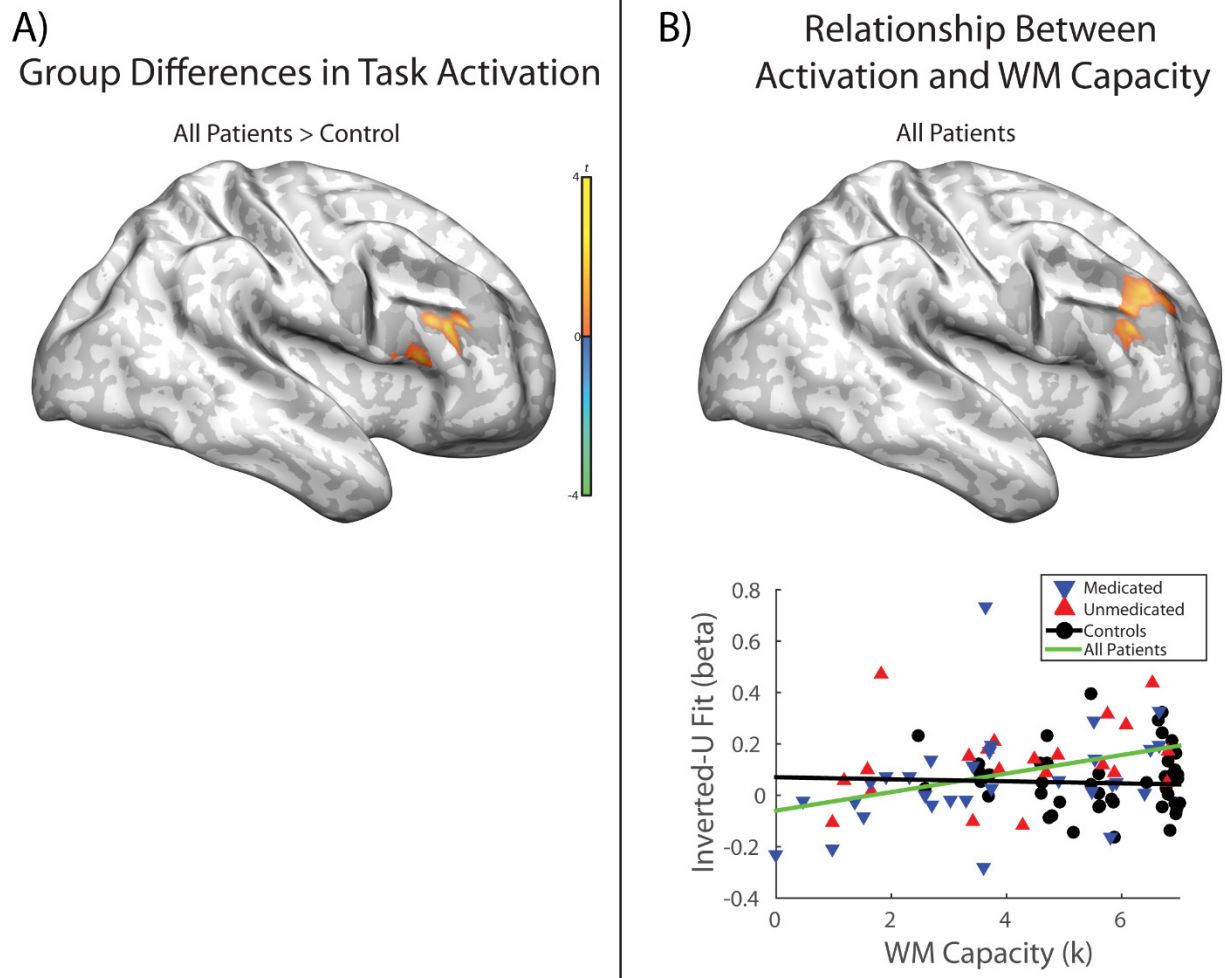 A)
Group Differences in Task Activation
All Patients > Control
t
4
0
-4
B)
Relationship Between
Activation and WM Capacity
All Patients
0.8
0.6
0.4
0.2
0
-0.2
-0.4
Inverted-U Fit (beta)
Medicated
Unmedicated
Controls
All Patients
0
2
4
6
WM Capacity (k)